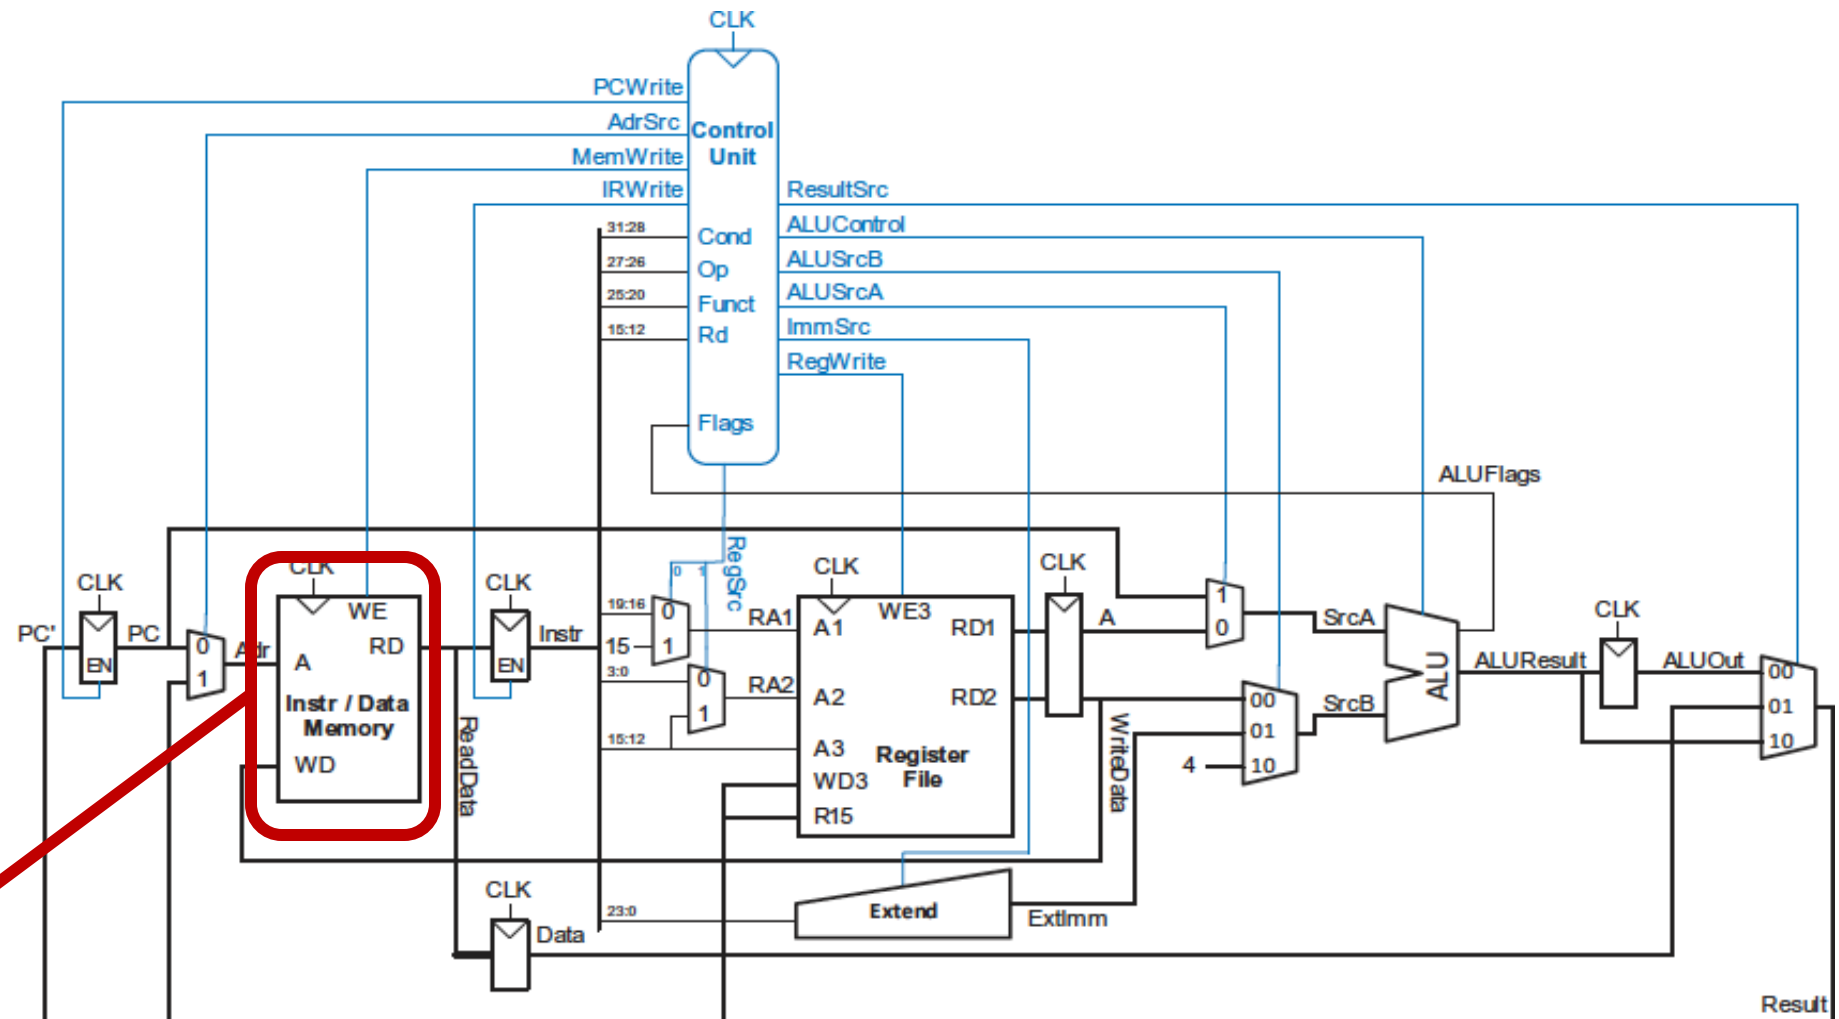 CLK
PCWrite
AdrSrc
MemWrite
IRWrite
Control
Unit
ResultSrc
ALUControl
ALUSrcB
ALUSrcA
ImmSrc
RegWrite
31:28
Cond
27:26
Op
25:20
Funct
15:12
Rd
Flags
ALUFlags
RegSrc
0 1
CLK
PC'
EN
PC
0
1
Adr
CLK
WE
RD
A
Instr / Data
Memory
WD
ReadData
CLK
EN
Instr
19:16
15
0
1
RA1
3:0
0
1
RA2
15:12
CLK
WE3
A1
RD1
A2
RD2
A3
Register
File
WD3
R15
CLK
A
WriteData
1
0
SrcA
00
01
4
10
SrcB
ALU
ALUResult
CLK
ALUOut
00
01
10
CLK
Data
23:0
Extend
ExtImm
Result